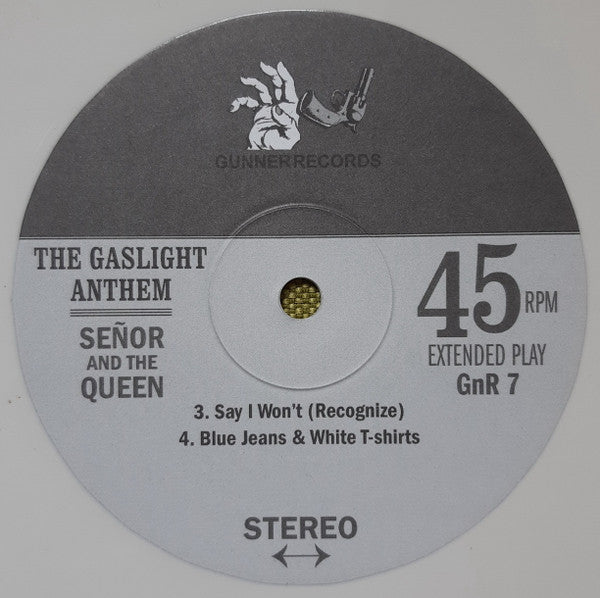 GUNNERRECORDS
THE GASLIGHT
ANTHEM
SEÑOR
AND THE
QUEEN
45 RPM
EXTENDED PLAY
GnR 7
3. Say I Won't (Recognize)
4. Blue Jeans & White T-shirts
STEREO